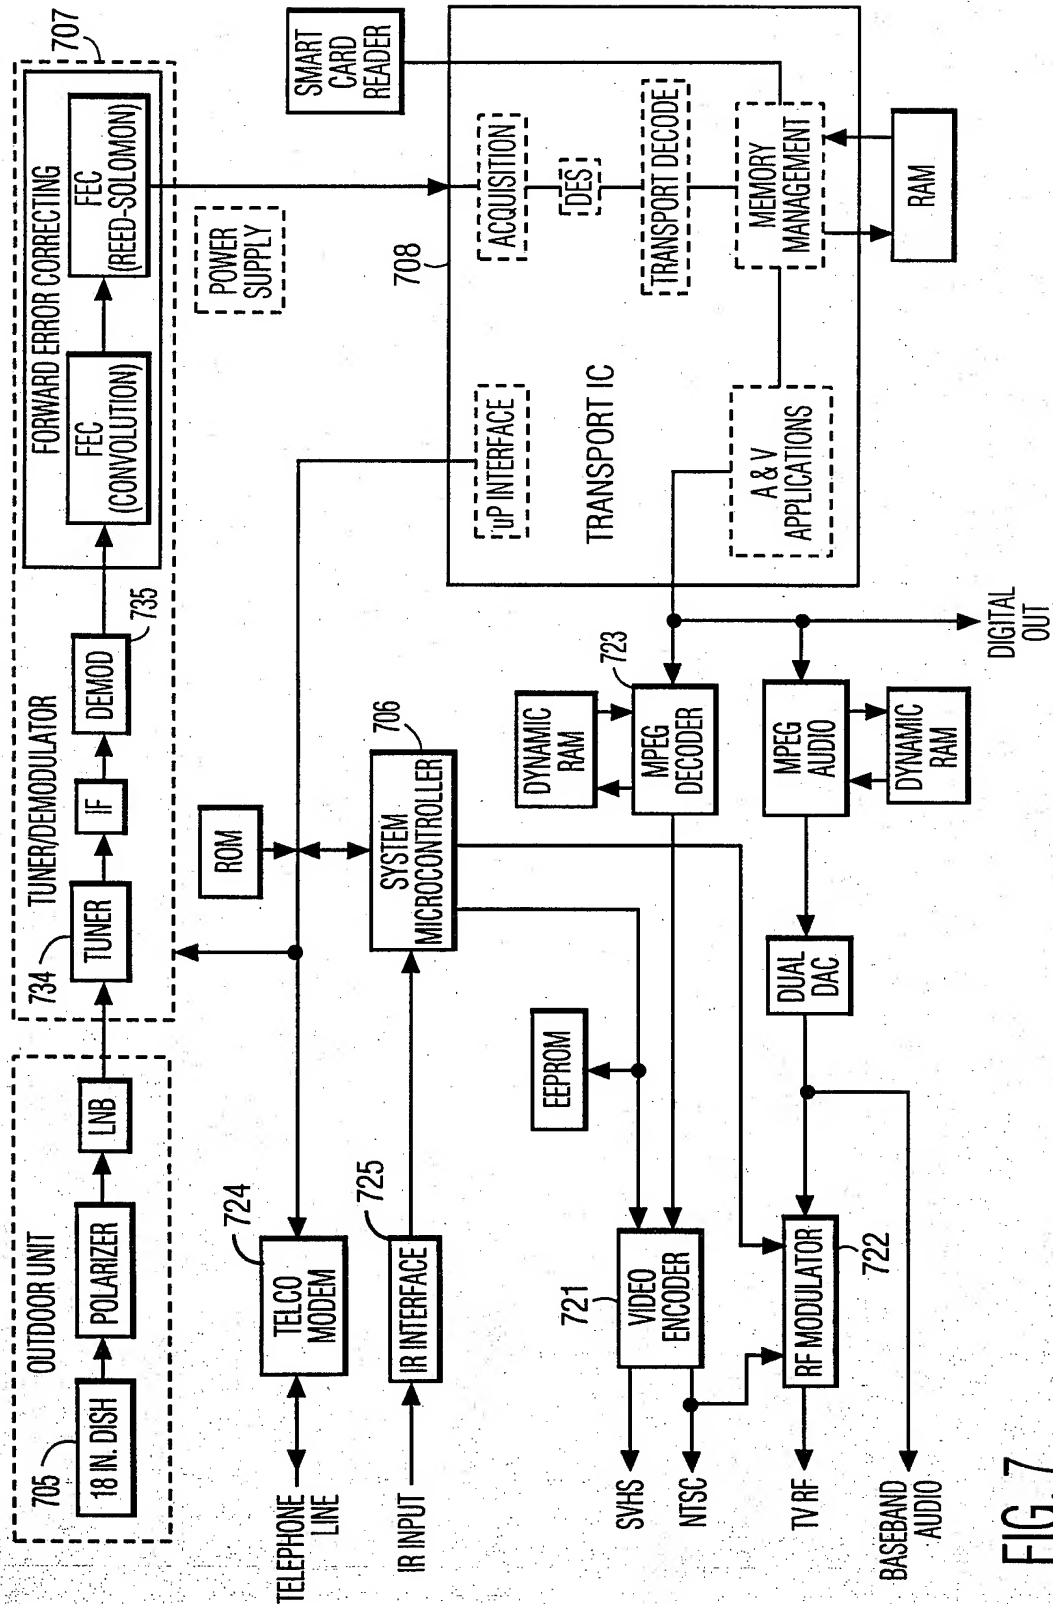 OUTDOOR UNIT
705
18 IN. DISH
POLARIZER
LNB
TUNER/DEMODULATOR
707
734
TUNER
IF
DEMOD
735
FORWARD ERROR CORRECTING
FEC
(CONVOLUTION)
FEC
(REED-SOLOMON)
POWER
SUPPLY
SMART
CARD
READER
TELEPHONE
LINE
724
TELCO
MODEM
ROM
IR INPUT
725
IR INTERFACE
SYSTEM
MICROCONTROLLER
706
708
uP INTERFACE
ACQUISITION
DES
TRANSPORT DECODE
MEMORY
MANAGEMENT
TRANSPORT IC
A & V
APPLICATIONS
RAM
EEPROM
DYNAMIC
RAM
723
MPEG
DECODER
SVHS
NTSC
721
VIDEO
ENCODER
TV RF
RF MODULATOR
722
DUAL
DAC
MPEG
AUDIO
DYNAMIC
RAM
BASEBAND
AUDIO
DIGITAL
OUT
FIG. 7